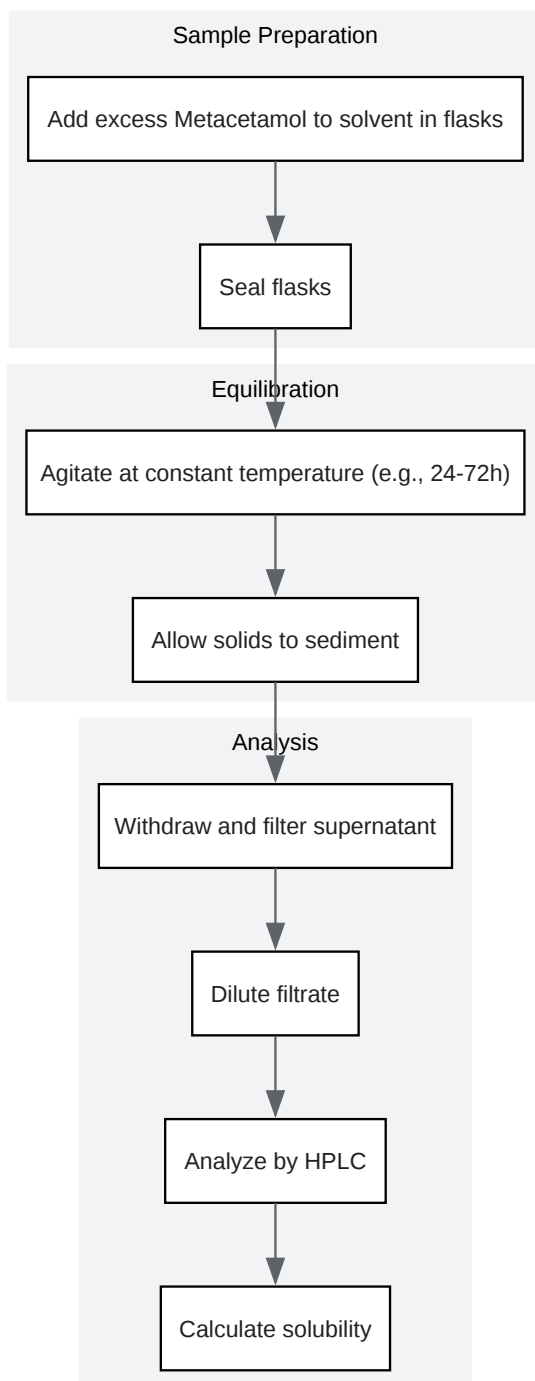 Sample Preparation
Add excess Metacetamol to solvent in flasks
Seal flasks
Equilibration
Agitate at constant temperature (e.g., 24-72h)
Allow solids to sediment
Analysis
Withdraw and filter supernatant
Dilute filtrate
Analyze by HPLC
Calculate solubility